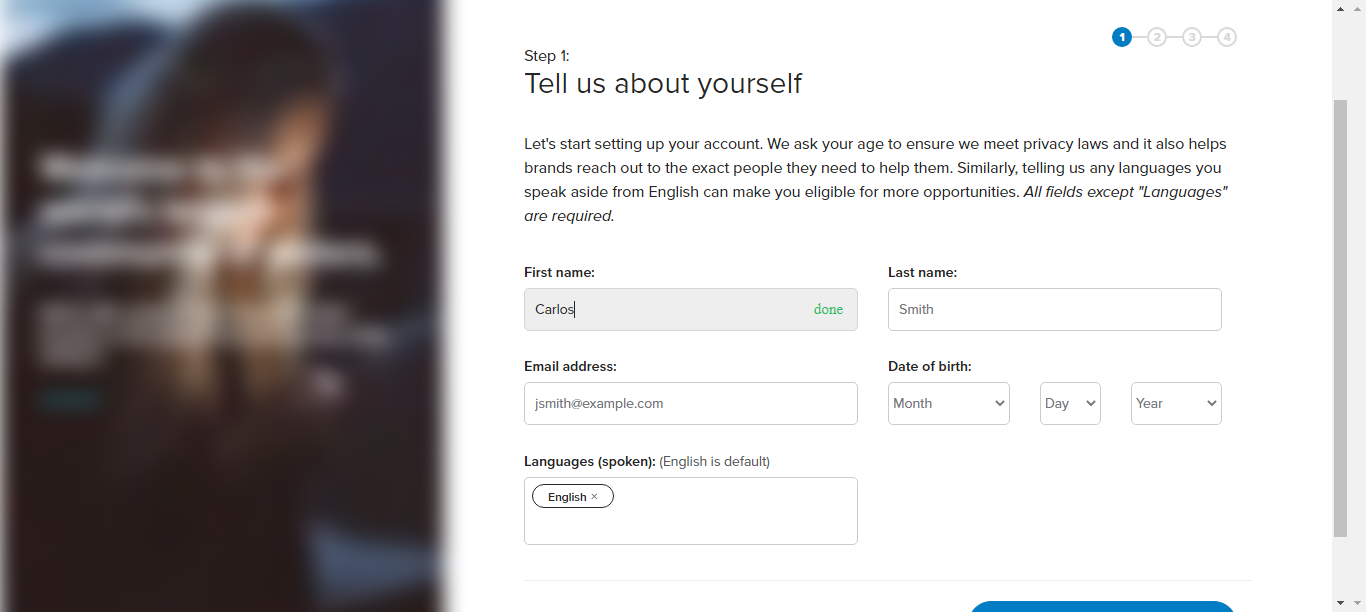 1 2 3 4
Step 1:
Tell us about yourself
Let's start setting up your account. We ask your age to ensure we meet privacy laws and it also helps
brands reach out to the exact people they need to help them. Similarly, telling us any languages you
speak aside from English can make you eligible for more opportunities. All fields except "Languages"
are required.
First name: Last name:
Carlos done Smith
Email address: Date of birth:
jsmith@example.com Month Day Year
Languages (spoken): (English is default)
English ×